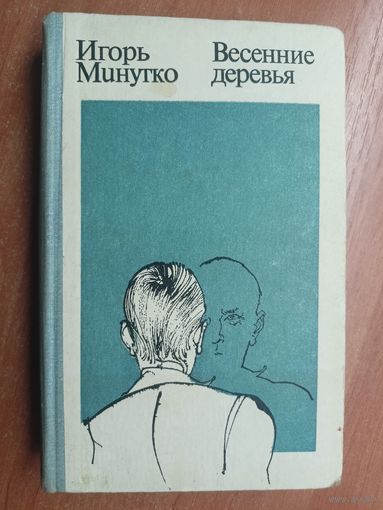 Игорь
Минутко
Весенние
деревья